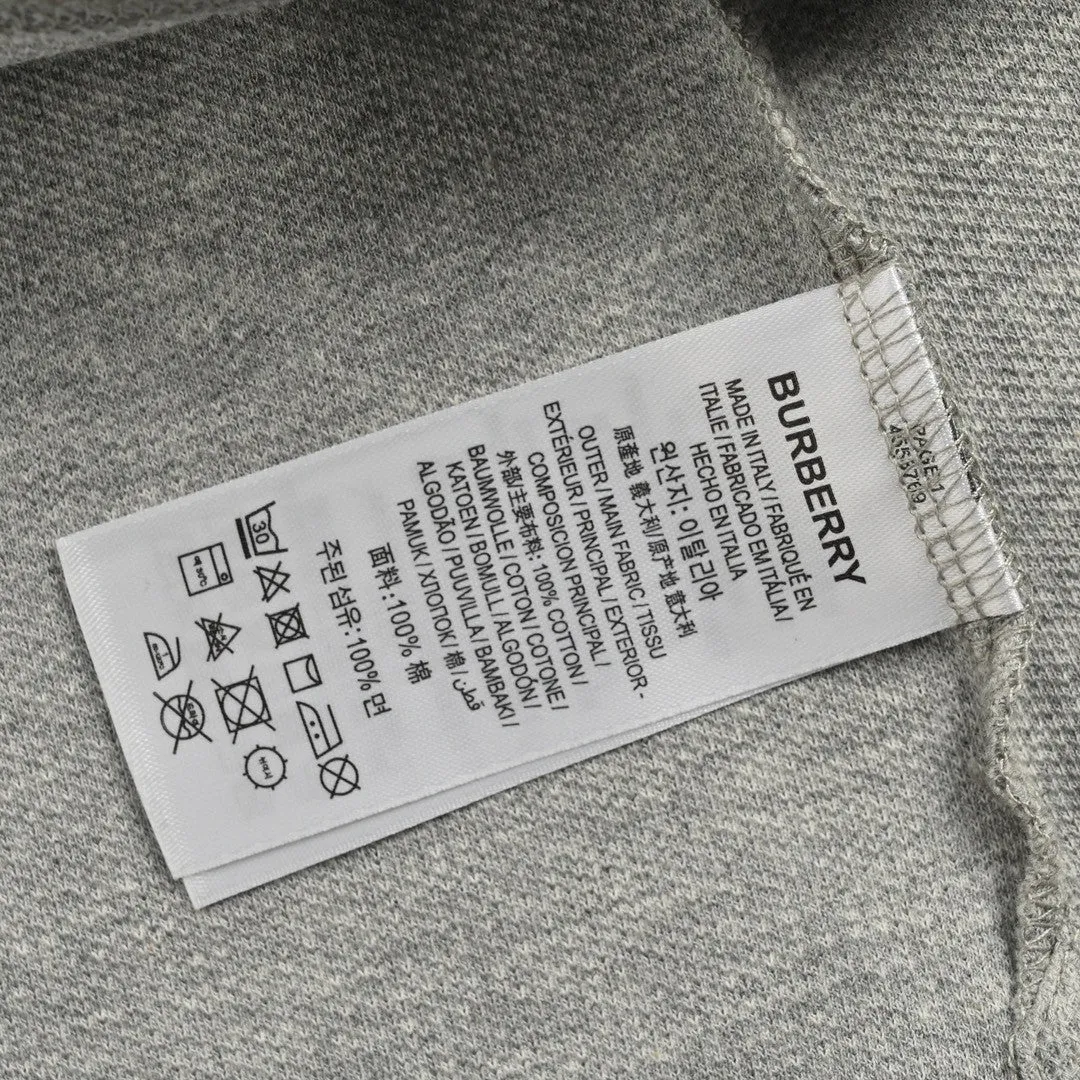 PAGE 1
BURBERRY
MADE IN ITALY / FABRIQUÉ EN
ITALIE / FABRICADO EM ITÁLIA /
HECHO EN ITALIA
원산지: 이탈리아
原產地 義大利/原产地 意大利
OUTER / MAIN FABRIC / TISSU
EXTÉRIEUR / PRINCIPAL / EXTERIOR-
COMPOSICION PRINCIPAL /
外部/主要布料: 100% COTTON /
BAUMWOLLE / COTON / COTONE /
KATOEN / BOMULL / ALGODÓN /
ALGODÃO / PUUVILLA / BAMBAKI /
PAMUK / ХЛОПОК / 棉 / قطن
面料:100% 棉
주된섬유:100%면
30